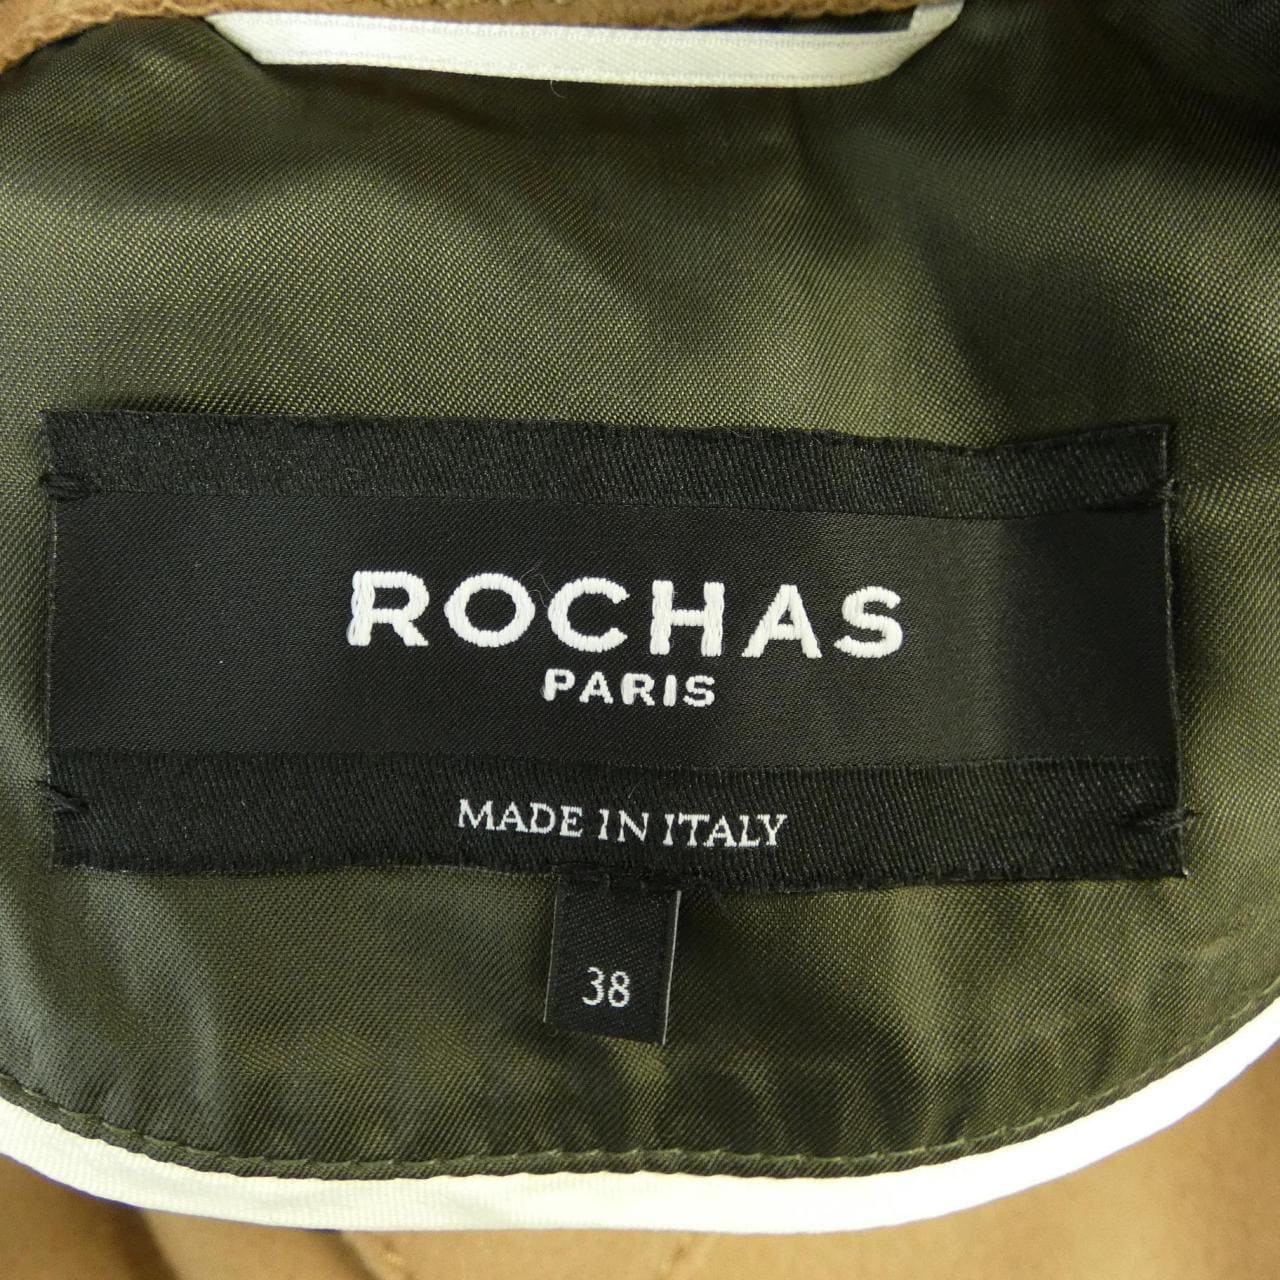 ROCHAS
PARIS
MADE IN ITALY
38